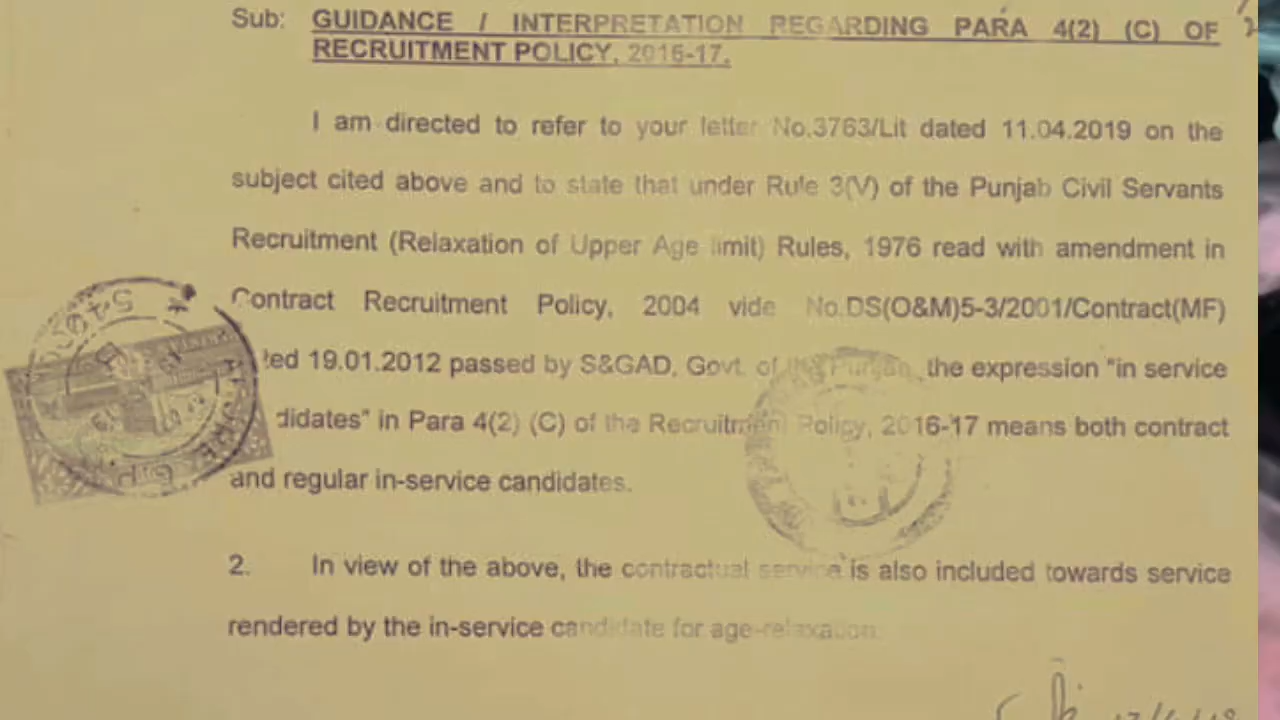 Sub: GUIDANCE / INTERPRETATION REGARDING PARA 4(2) (C) OF
RECRUITMENT POLICY, 2016-17.
I am directed to refer to your letter No.3763/Lit dated 11.04.2019 on the
subject cited above and to state that under Rule 3(V) of the Punjab Civil Servants
Recruitment (Relaxation of Upper Age limit) Rules, 1976 read with amendment in
Contract Recruitment Policy, 2004 vide No.DS(O&M)5-3/2001/Contract(MF)
ted 19.01.2012 passed by S&GAD, Govt. of the Punjab, the expression "in service
didates" in Para 4(2) (C) of the Recruitment Policy, 2016-17 means both contract
and regular in-service candidates.
2. In view of the above, the contractual service is also included towards service
rendered by the in-service candidate for age-relaxation.